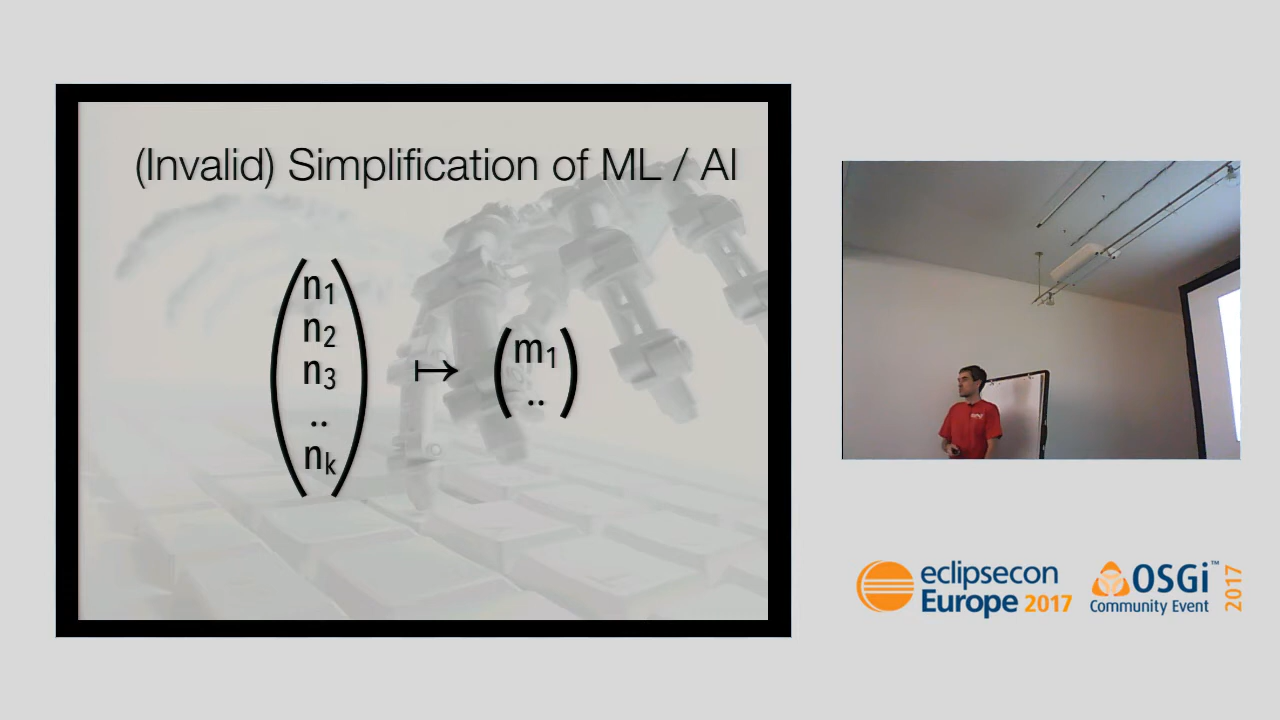 (Invalid) Simplification of ML / AI
n1
n2
n3
..
nk
↦
m1
..
eclipsecon
Europe 2017
OSGi™
Community Event
2017